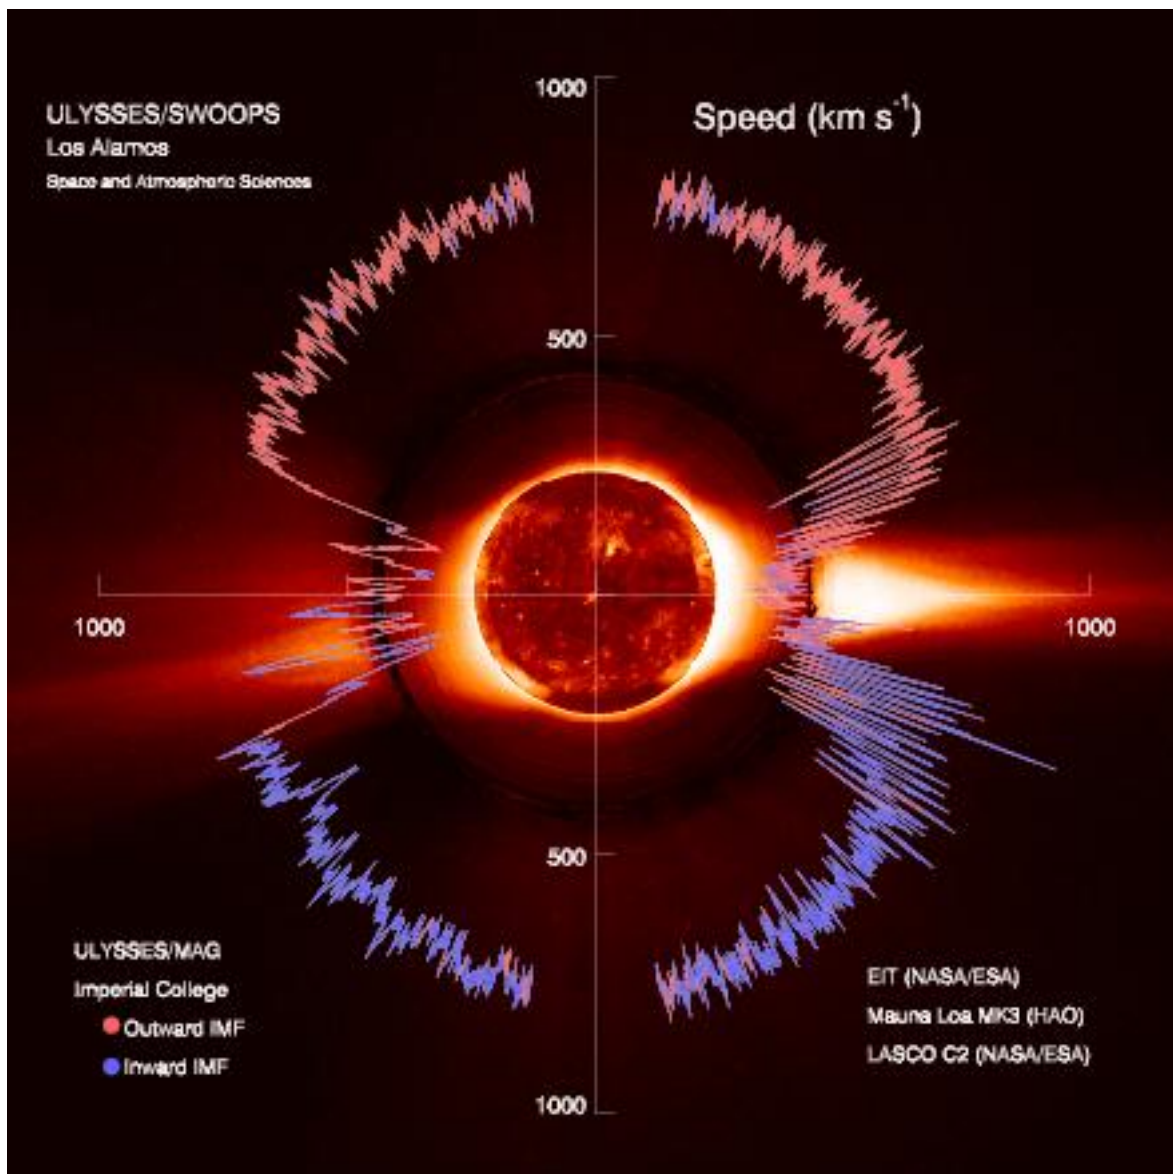 1000
ULYSSES/SWOOPS
Speed (km s⁻¹)
Los Alamos
Space and Atmospheric Sciences
500
1000
1000
500
ULYSSES/MAG
EIT (NASA/ESA)
Imperial College
Mauna Loa MK3 (HAO)
Outward IMF
LASCO C2 (NASA/ESA)
Inward IMF
1000